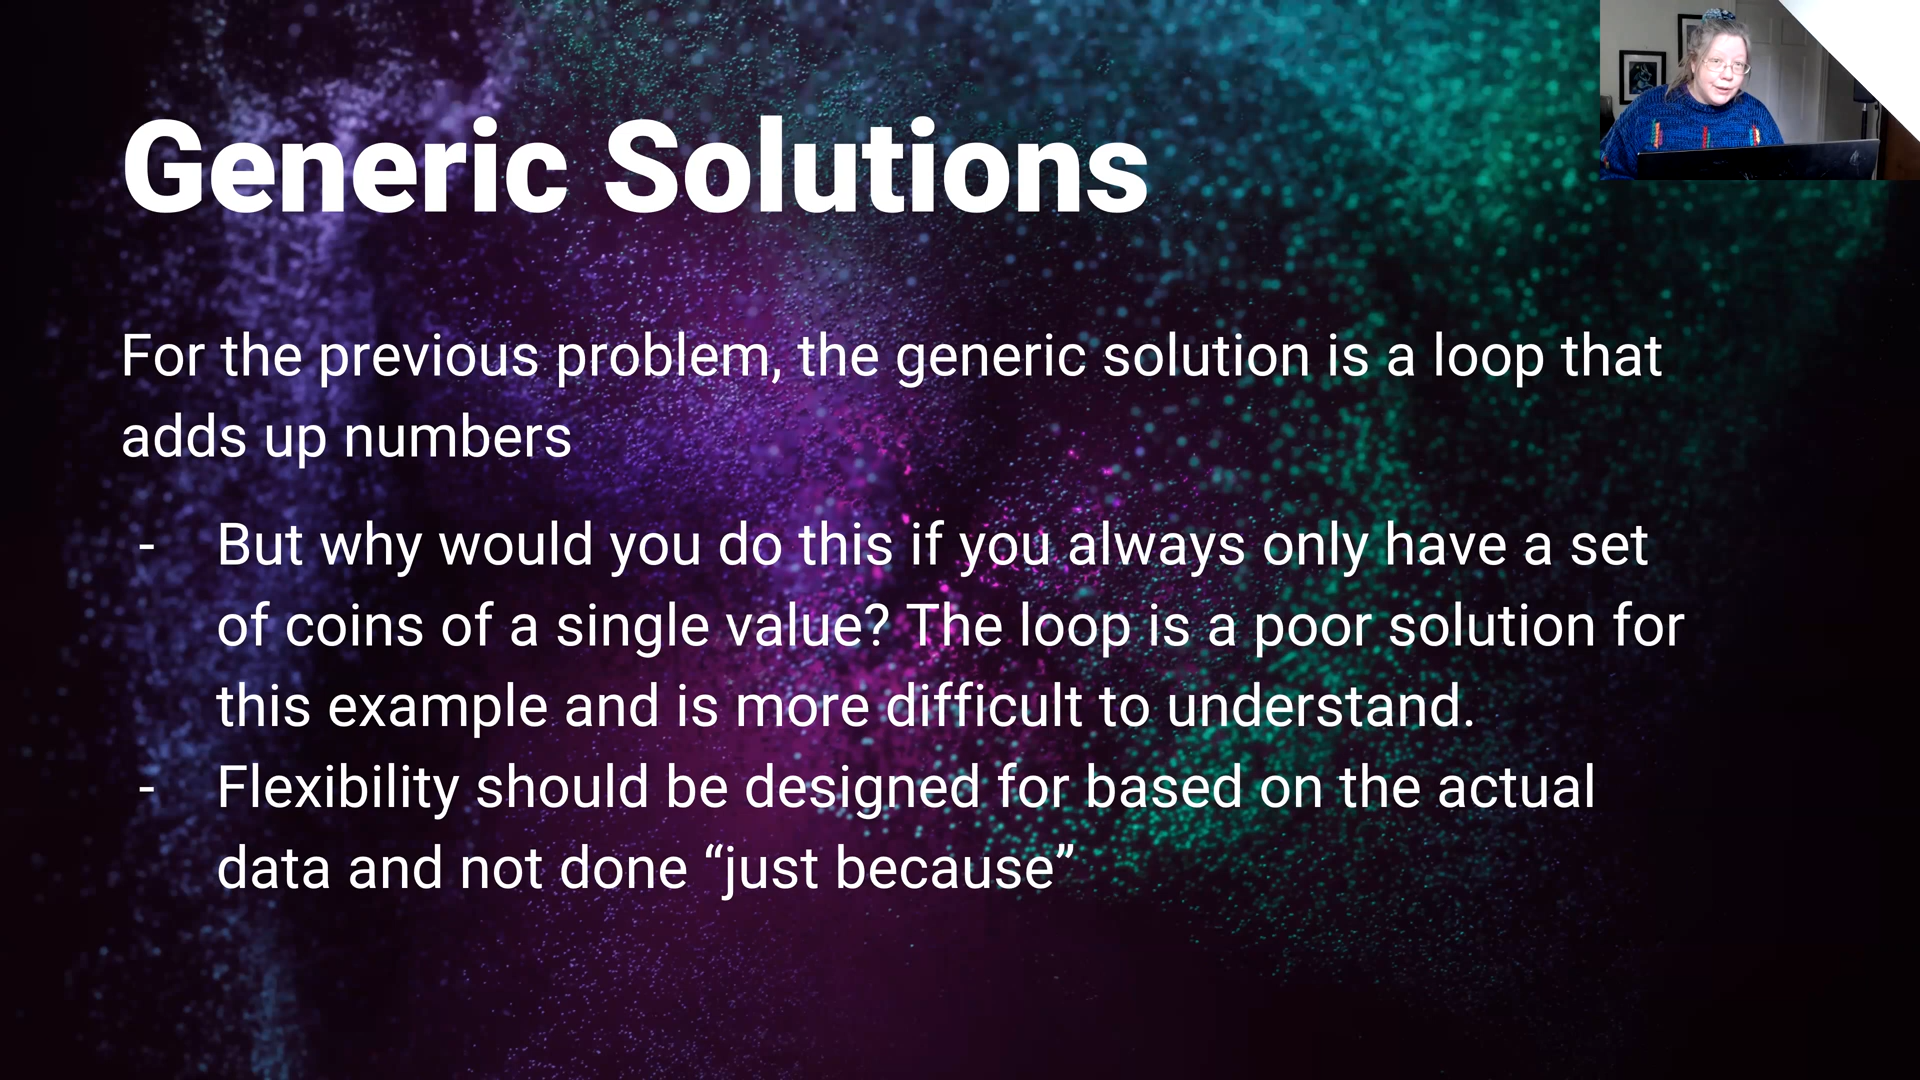 Generic Solutions
For the previous problem, the generic solution is a loop that
adds up numbers
- But why would you do this if you always only have a set
of coins of a single value? The loop is a poor solution for
this example and is more difficult to understand.
- Flexibility should be designed for based on the actual
data and not done “just because”